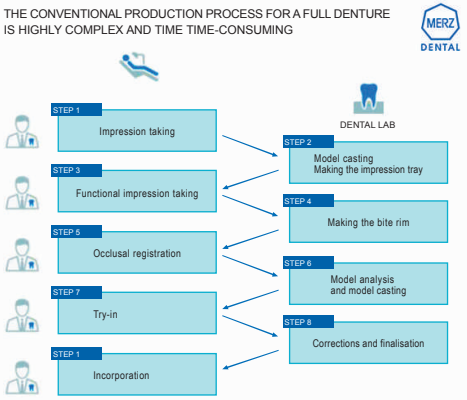 THE CONVENTIONAL PRODUCTION PROCESS FOR A FULL DENTURE
IS HIGHLY COMPLEX AND TIME TIME-CONSUMING
MERZ
DENTAL
DENTAL LAB
STEP 1
Impression taking
STEP 2
Model casting
Making the impression tray
STEP 3
Functional impression taking
STEP 4
Making the bite rim
STEP 5
Occlusal registration
STEP 6
Model analysis
and model casting
STEP 7
Try-in
STEP 8
Corrections and finalisation
STEP 1
Incorporation